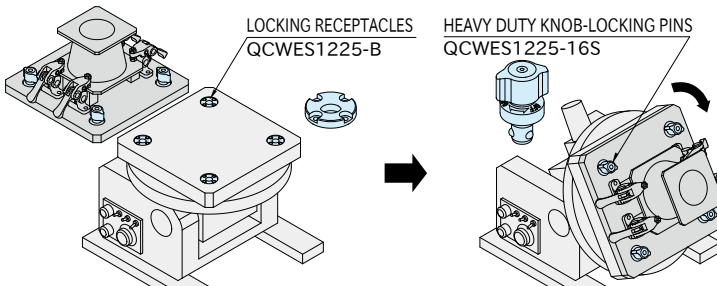 LOCKING RECEPTACLES
QCWES1225-B
HEAVY DUTY KNOB-LOCKING PINS
QCWES1225-16S